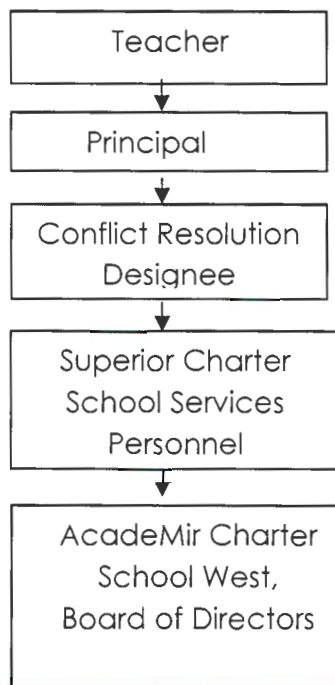 Teacher
Principal
Conflict Resolution
Designee
Superior Charter
School Services
Personnel
AcadeMir Charter
School West,
Board of Directors